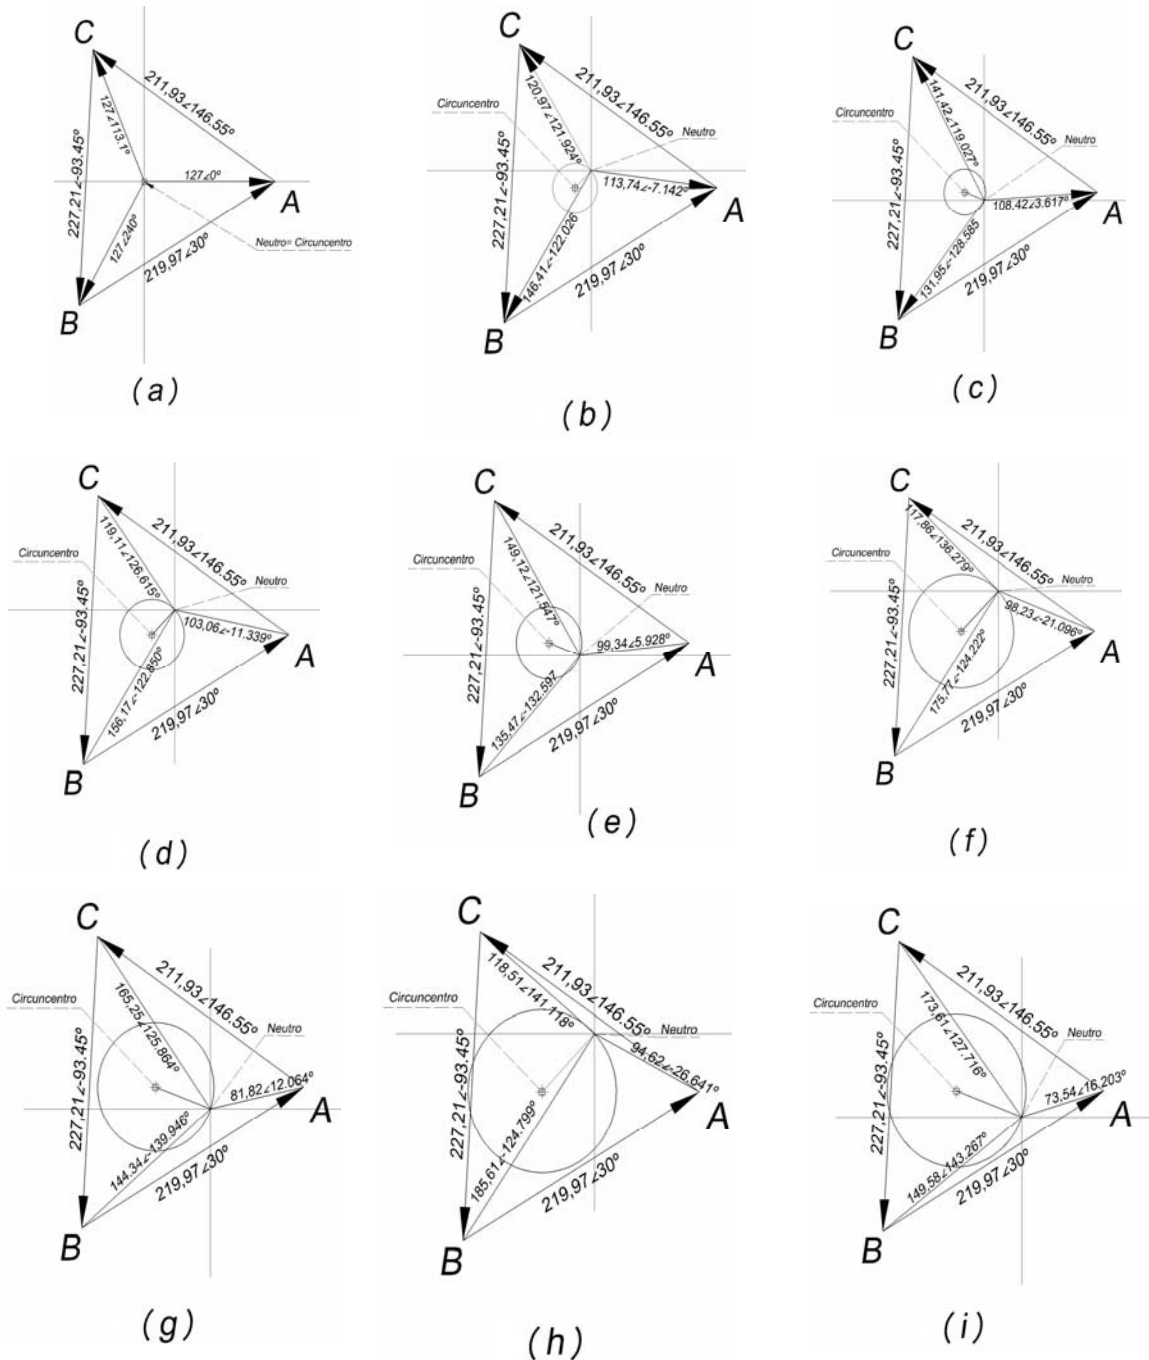 C
211,93∠146.55º
127∠113.1º
227,21∠-93.45º
127∠0º
A
127∠240º
Neutro= Circuncentro
219,97∠30º
B
(a)
C
211,93∠146.55º
120,97∠121.924º
Circuncentro
Neutro
227,21∠-93.45º
113,74∠-7.142º
A
146,41∠-122.026
219,97∠30º
B
(b)
C
211,93∠146.55º
141,42∠119.027º
Circuncentro
Neutro
227,21∠-93.45º
108.42∠3.617º
A
131,95∠-128.585
219,97∠30º
B
(c)
C
211,93∠146.55º
119,11∠126.615º
Circuncentro
Neutro
227,21∠-93.45º
103,06∠-11.339º
A
156,17∠-122.850º
219,97∠30º
B
(d)
C
211,93∠146.55º
149,12∠121.547º
Circuncentro
Neutro
227,21∠-93.45º
99,34∠5.928º
A
135,47∠-132.597
219,97∠30º
B
(e)
C
211,93∠146.55º
117.86∠136.279º
Circuncentro
Neutro
227,21∠-93.45º
98,23∠-21.096º
A
175,77∠-124.222º
219,97∠30º
B
(f)
C
211,93∠146.55º
165,25∠125.864º
Circuncentro
Neutro
227,21∠-93.45º
81,82∠12.064º
A
144.34∠-139.946º
219,97∠30º
B
(g)
C
211,93∠146.55º
118,51∠141.118º
Circuncentro
Neutro
227,21∠-93.45º
94,62∠-26.641º
A
185,61∠-124.799º
219,97∠30º
B
(h)
C
211,93∠146.55º
173,61∠127.716º
Circuncentro
Neutro
227,21∠-93.45º
73,54∠16.203º
A
149,58∠143.267º
219,97∠30º
B
(i)